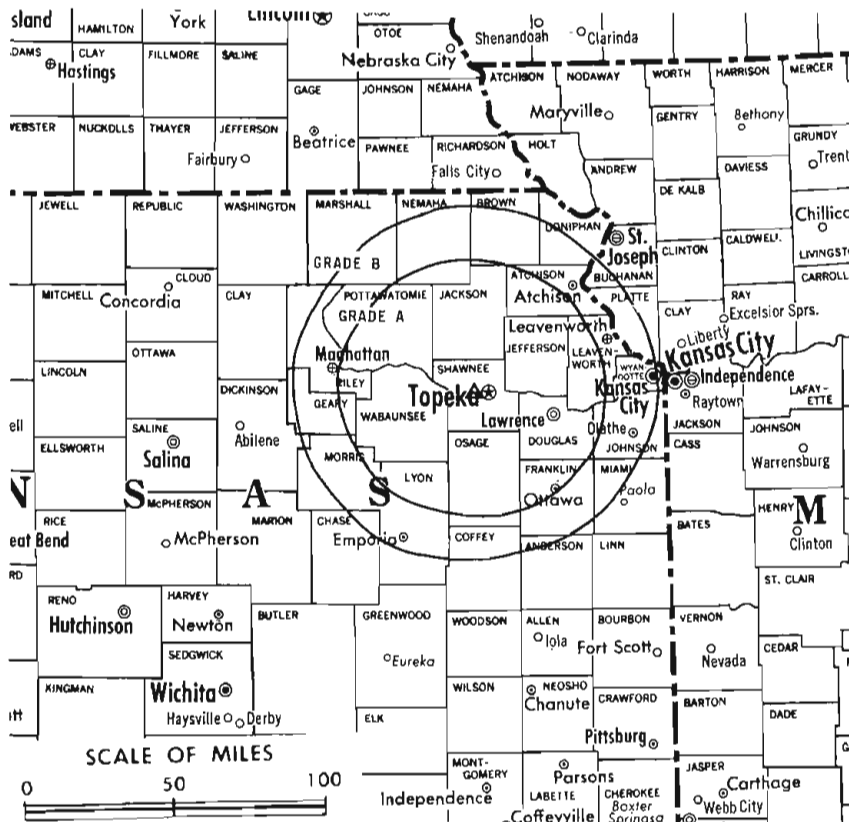 sland
HAMILTON
York
Lincoln
OTOE
Shenandoah
Clarinda
ADAMS
CLAY
Hastings
FILLMORE
SALINE
Nebraska City
ATCHISON
NODAWAY
WORTH
HARRISON
MERCER
GAGE
JOHNSON
NEMAHA
Maryville
GENTRY
Bethony
WEBSTER
NUCKOLLS
THAYER
JEFFERSON
Beatrice
PAWNEE
RICHARDSON
HOLT
GRUNDY
Fairbury
Falls City
ANDREW
DAVIESS
Trent
DE KALB
JEWELL
REPUBLIC
WASHINGTON
MARSHALL
NEMAHA
BROWN
DONIPHAN
St.
Joseph
CLINTON
CALDWELL
Chillic
LIVINGSTO
GRADE B
CLOUD
ATCHISON
BUCHANAN
CARROLL
MITCHELL
Concordia
CLAY
POTTAWATOMIE
JACKSON
Atchison
PLATTE
RAY
GRADE A
CLAY
Excelsior Sprs.
Leavenworth
Liberty
OTTAWA
JEFFERSON
LEAVEN-
WORTH
Kansas City
Manhattan
SHAWNEE
WYAN-
DOTTE
LINCOLN
RILEY
Topeka
Kansas
City
Independence
DICKINSON
GEARY
WABAUNSEE
Raytown
LAFAY-
ETTE
ell
SALINE
Abilene
Lawrence
Olathe
JACKSON
JOHNSON
ELLSWORTH
Salina
OSAGE
DOUGLAS
JOHNSON
CASS
Warrensburg
MORRIS
LYON
FRANKLIN
MIAMI
N S A S
Ottawa
Paola
HENRY
M
McPHERSON
RICE
MARION
CHASE
Emporia
COFFEY
ANDERSON
LINN
BATES
Clinton
eat Bend
McPHERSON
RD
ST. CLAIR
RENO
HARVEY
Hutchinson
Newton
BUTLER
GREENWOOD
WOODSON
ALLEN
BOURBON
VERNON
Iola
Fort Scott
Nevada
CEDAR
SEDGWICK
Eureka
KINGMAN
Wichita
WILSON
NEOSHO
Chanute
CRAWFORD
BARTON
tt
Haysville
Derby
ELK
DADE
Pittsburg
SCALE OF MILES
MONT-
GOMERY
Parsons
JASPER
Carthage
0 50 100
Independence
LABETTE
CHEROKEE
Webb City
Coffeyville
Baxter
Springs